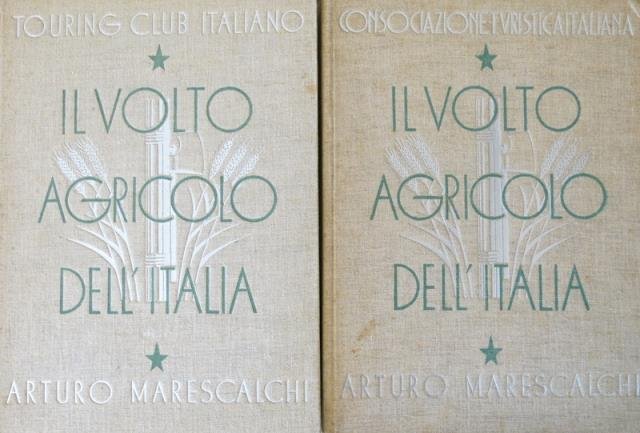 TOURING CLUB ITALIANO
IL VOLTO
AGRICOLO
DELL'ITALIA
ARTURO MARESCALCHI
CONSOCIAZIONE TVRISTICA ITALIANA
IL VOLTO
AGRICOLO
DELL'ITALIA
ARTURO MARESCALCHI